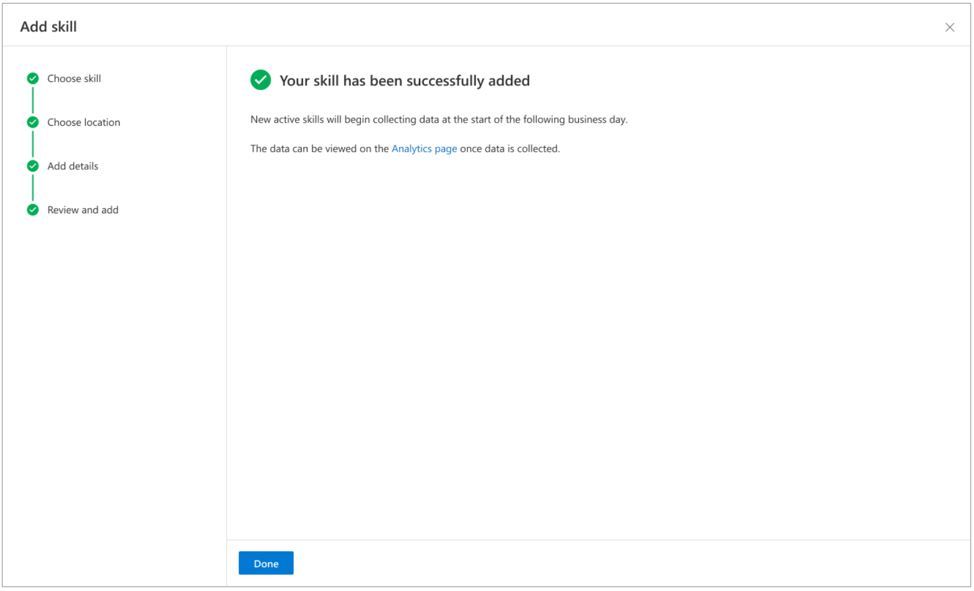 Add skill
Choose skill
Choose location
Add details
Review and add
Your skill has been successfully added
New active skills will begin collecting data at the start of the following business day.
The data can be viewed on the Analytics page once data is collected.
Done